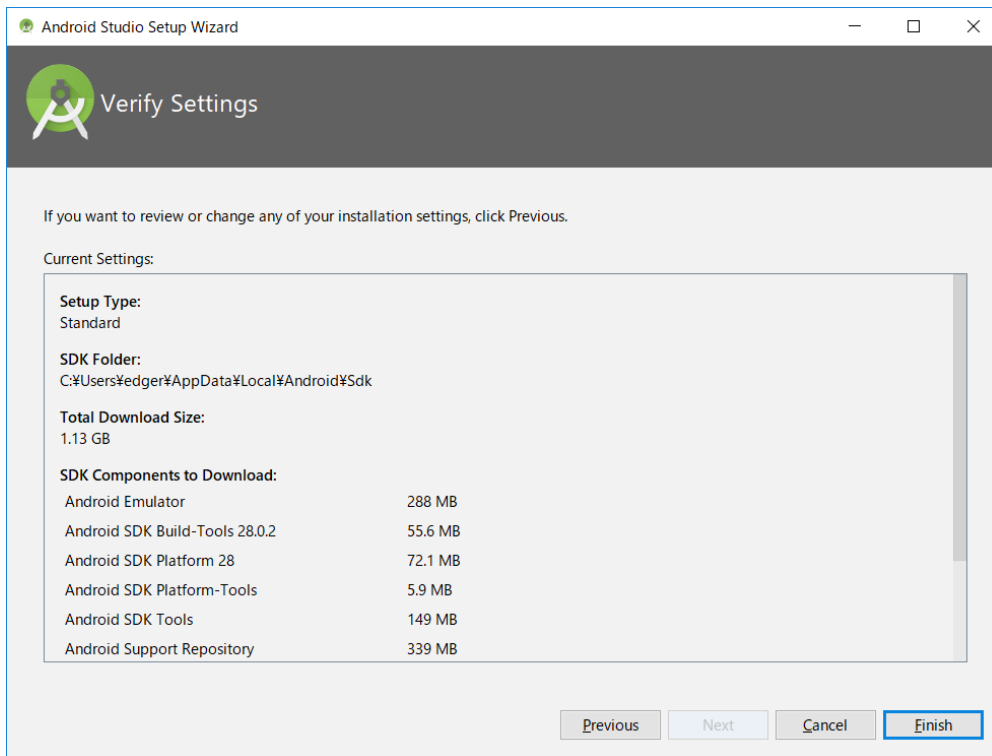 Android Studio Setup Wizard
Verify Settings
If you want to review or change any of your installation settings, click Previous.
Current Settings:
Setup Type:
Standard
SDK Folder:
C:¥Users¥edger¥AppData¥Local¥Android¥Sdk
Total Download Size:
1.13 GB
SDK Components to Download:
Android Emulator 288 MB
Android SDK Build-Tools 28.0.2 55.6 MB
Android SDK Platform 28 72.1 MB
Android SDK Platform-Tools 5.9 MB
Android SDK Tools 149 MB
Android Support Repository 339 MB
Previous Next Cancel Finish